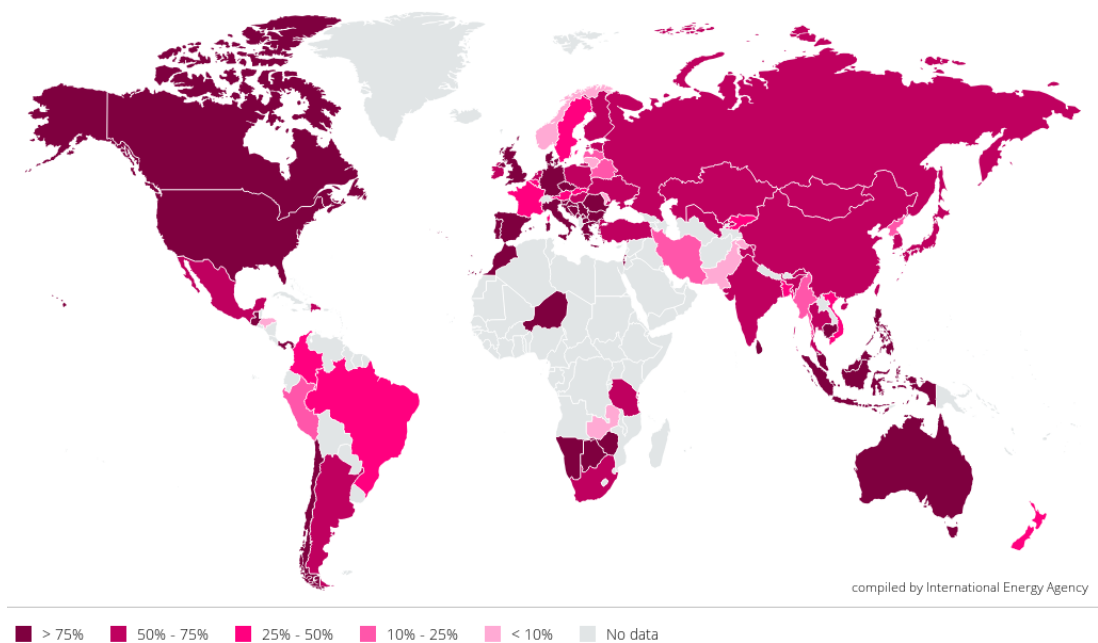 compiled by International Energy Agency
> 75% 50% - 75% 25% - 50% 10% - 25% < 10% No data